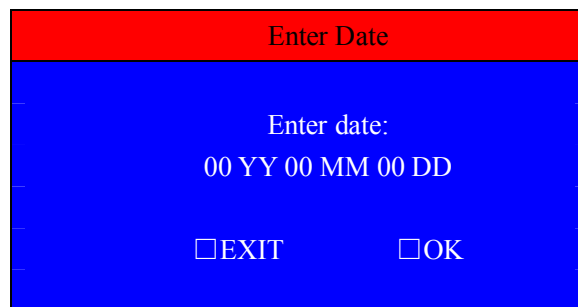 Enter Date
Enter date:
00 YY 00 MM 00 DD
□EXIT □OK